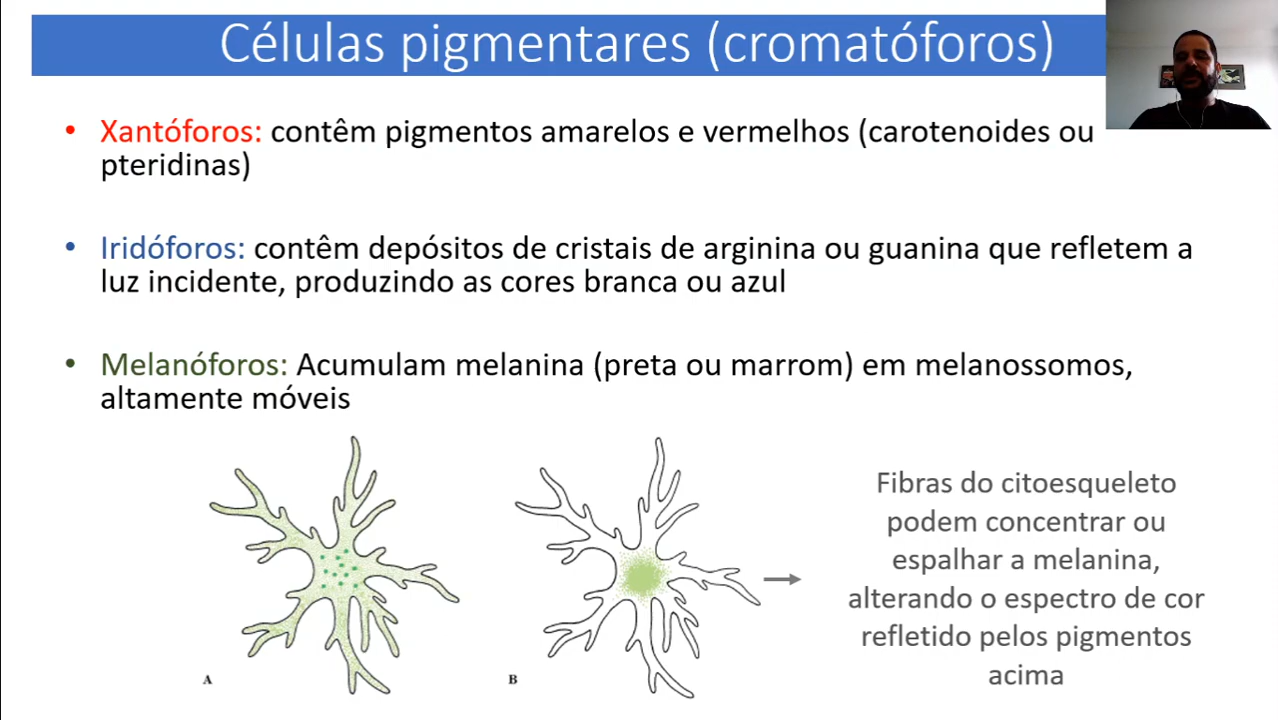 Células pigmentares (cromatóforos)
• Xantóforos: contêm pigmentos amarelos e vermelhos (carotenoides ou
pteridinas)
• Iridóforos: contêm depósitos de cristais de arginina ou guanina que refletem a
luz incidente, produzindo as cores branca ou azul
• Melanóforos: Acumulam melanina (preta ou marrom) em melanossomos,
altamente móveis
A
B
Fibras do citoesqueleto
podem concentrar ou
espalhar a melanina,
alterando o espectro de cor
refletido pelos pigmentos
acima